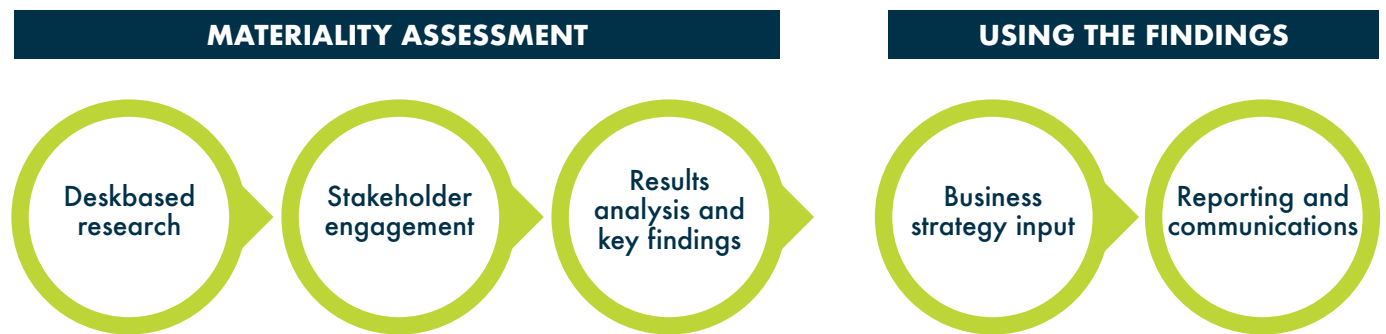 MATERIALITY ASSESSMENT
USING THE FINDINGS
Deskbased
research
Stakeholder
engagement
Results
analysis and
key findings
Business
strategy input
Reporting and
communications